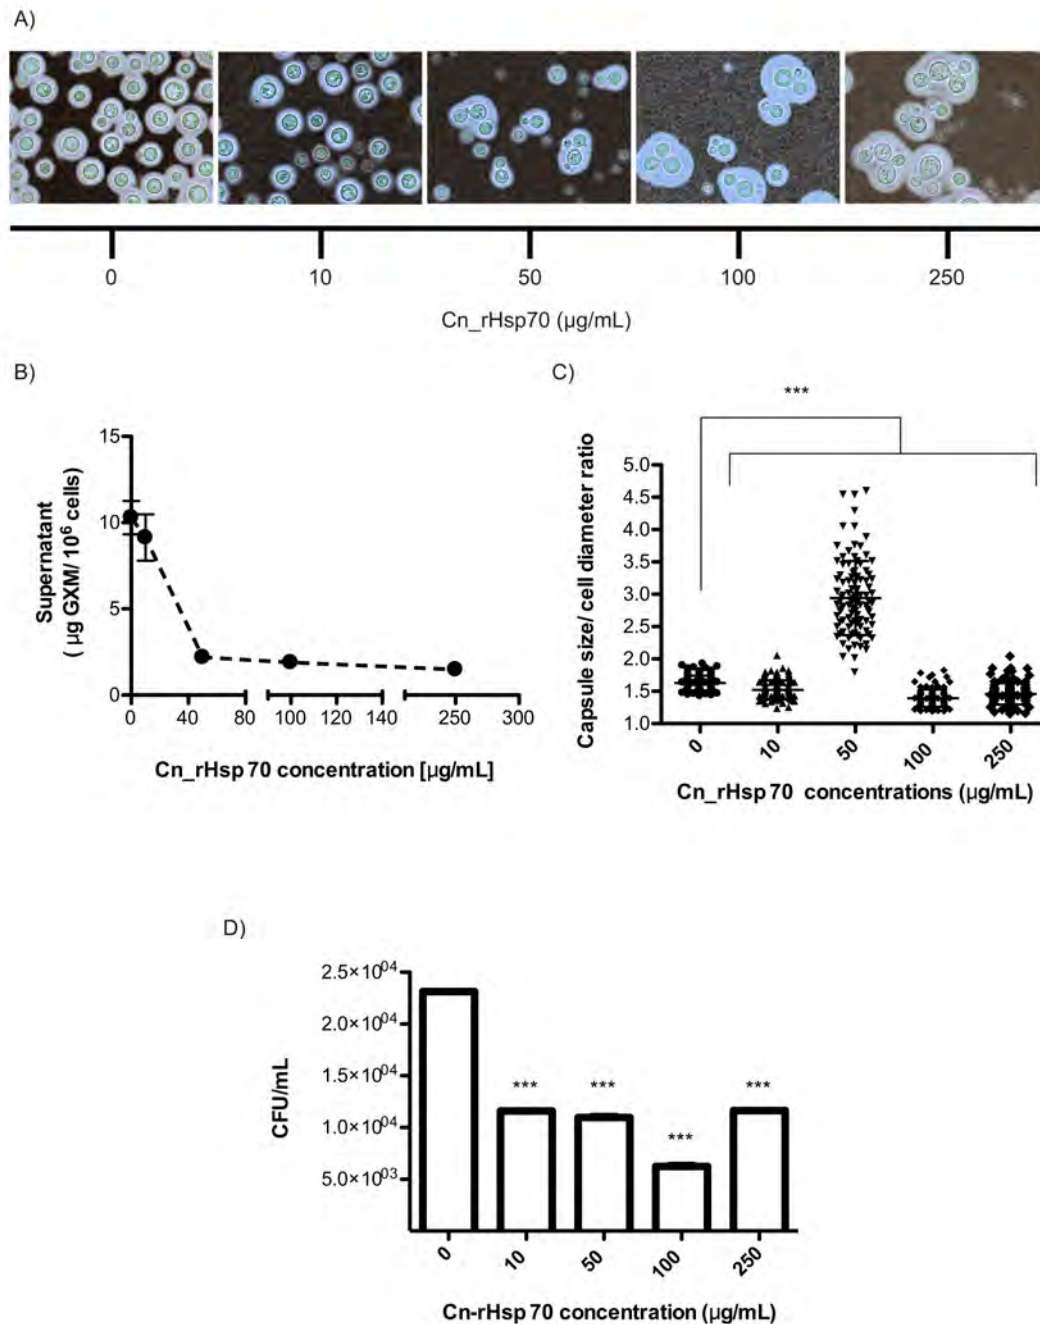 A)
0 10 50 100 250
Cn_rHsp70 (µg/mL)
B)
15
10
5
0
Supernatant
( µg GXM/ 10⁶ cells)
0 40 80 100 120 140 250 300
Cn_rHsp 70 concentration [µg/mL]
C)
***
Capsule size/ cell diameter ratio
5.0
4.5
4.0
3.5
3.0
2.5
2.0
1.5
1.0
0 10 50 100 250
Cn_rHsp 70 concentrations (µg/mL)
D)
CFU/mL
2.5×10⁰⁴
2.0×10⁰⁴
1.5×10⁰⁴
1.0×10⁰⁴
5.0×10⁰³
*** *** *** ***
0 10 50 100 250
Cn-rHsp 70 concentration (µg/mL)